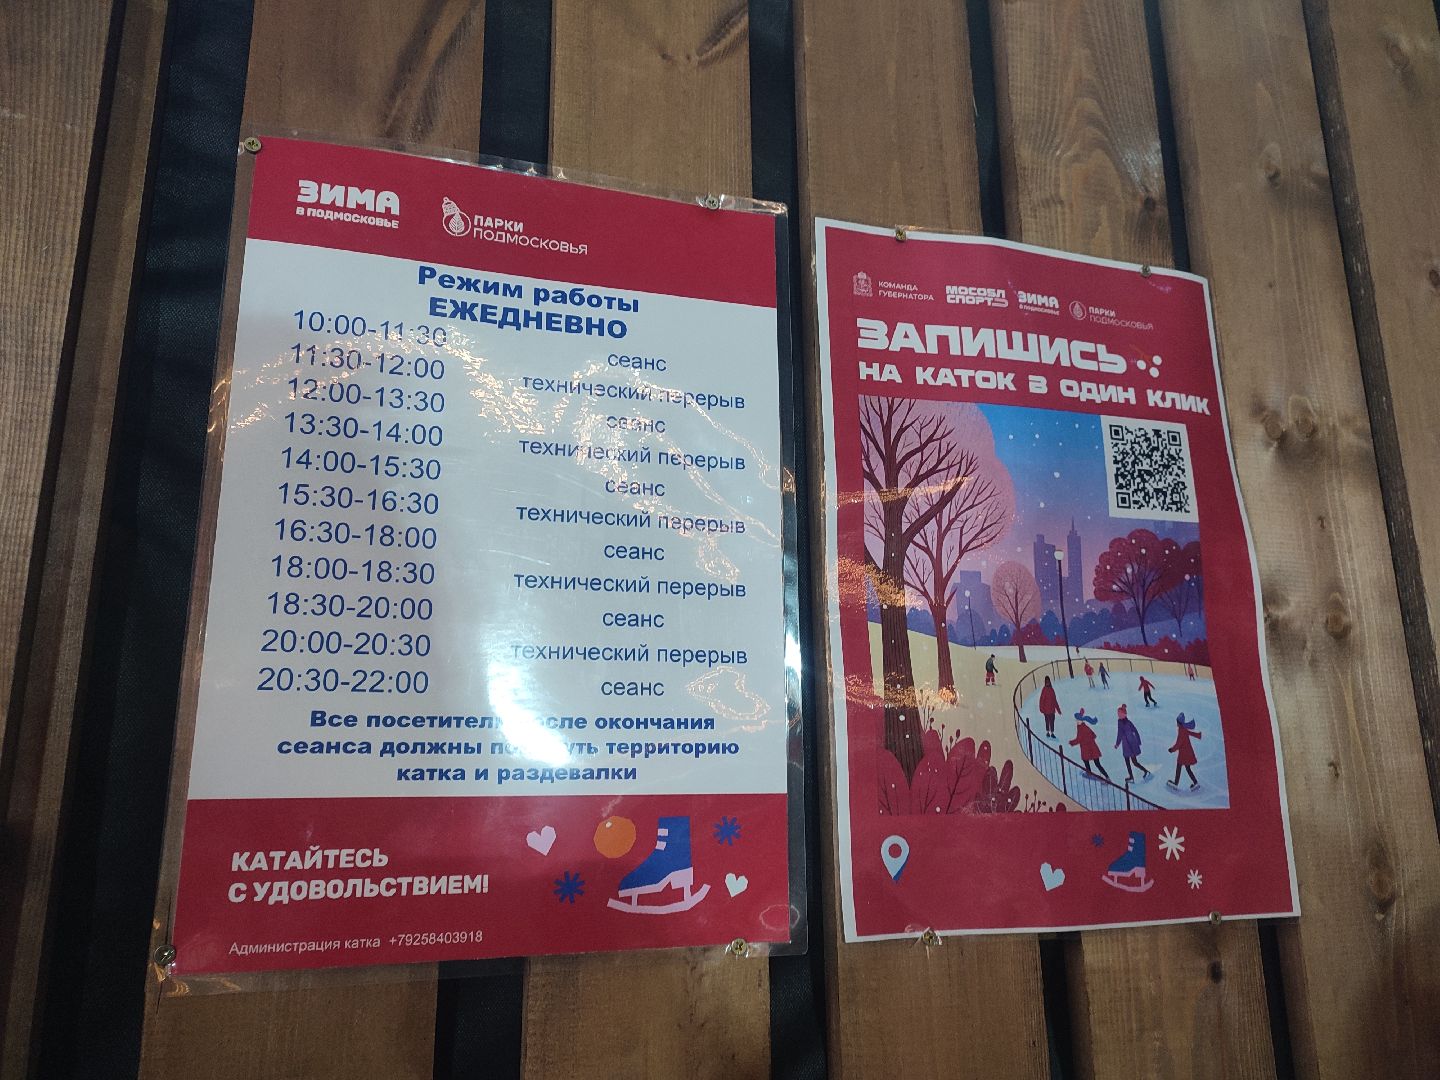 ЗИМА
В ПОДМОСКОВЬЕ
ПАРКИ
ПОДМОСКОВЬЯ
Режим работы
ЕЖЕДНЕВНО
10:00-11:30 сеанс
11:30-12:00 технический перерыв
12:00-13:30 сеанс
13:30-14:00 технический перерыв
14:00-15:30 сеанс
15:30-16:30 технический перерыв
16:30-18:00 сеанс
18:00-18:30 технический перерыв
18:30-20:00 сеанс
20:00-20:30 технический перерыв
20:30-22:00 сеанс
Все посетители после окончания
сеанса должны покинуть территорию
катка и раздевалки
КАТАЙТЕСЬ
С УДОВОЛЬСТВИЕМ!
Администрация катка +79258403918
КОМАНДА
ГУБЕРНАТОРА
МОСОБЛ
СПОРТ
ЗИМА
В ПОДМОСКОВЬЕ
ПАРКИ
ПОДМОСКОВЬЯ
ЗАПИШИСЬ
НА КАТОК В ОДИН КЛИК